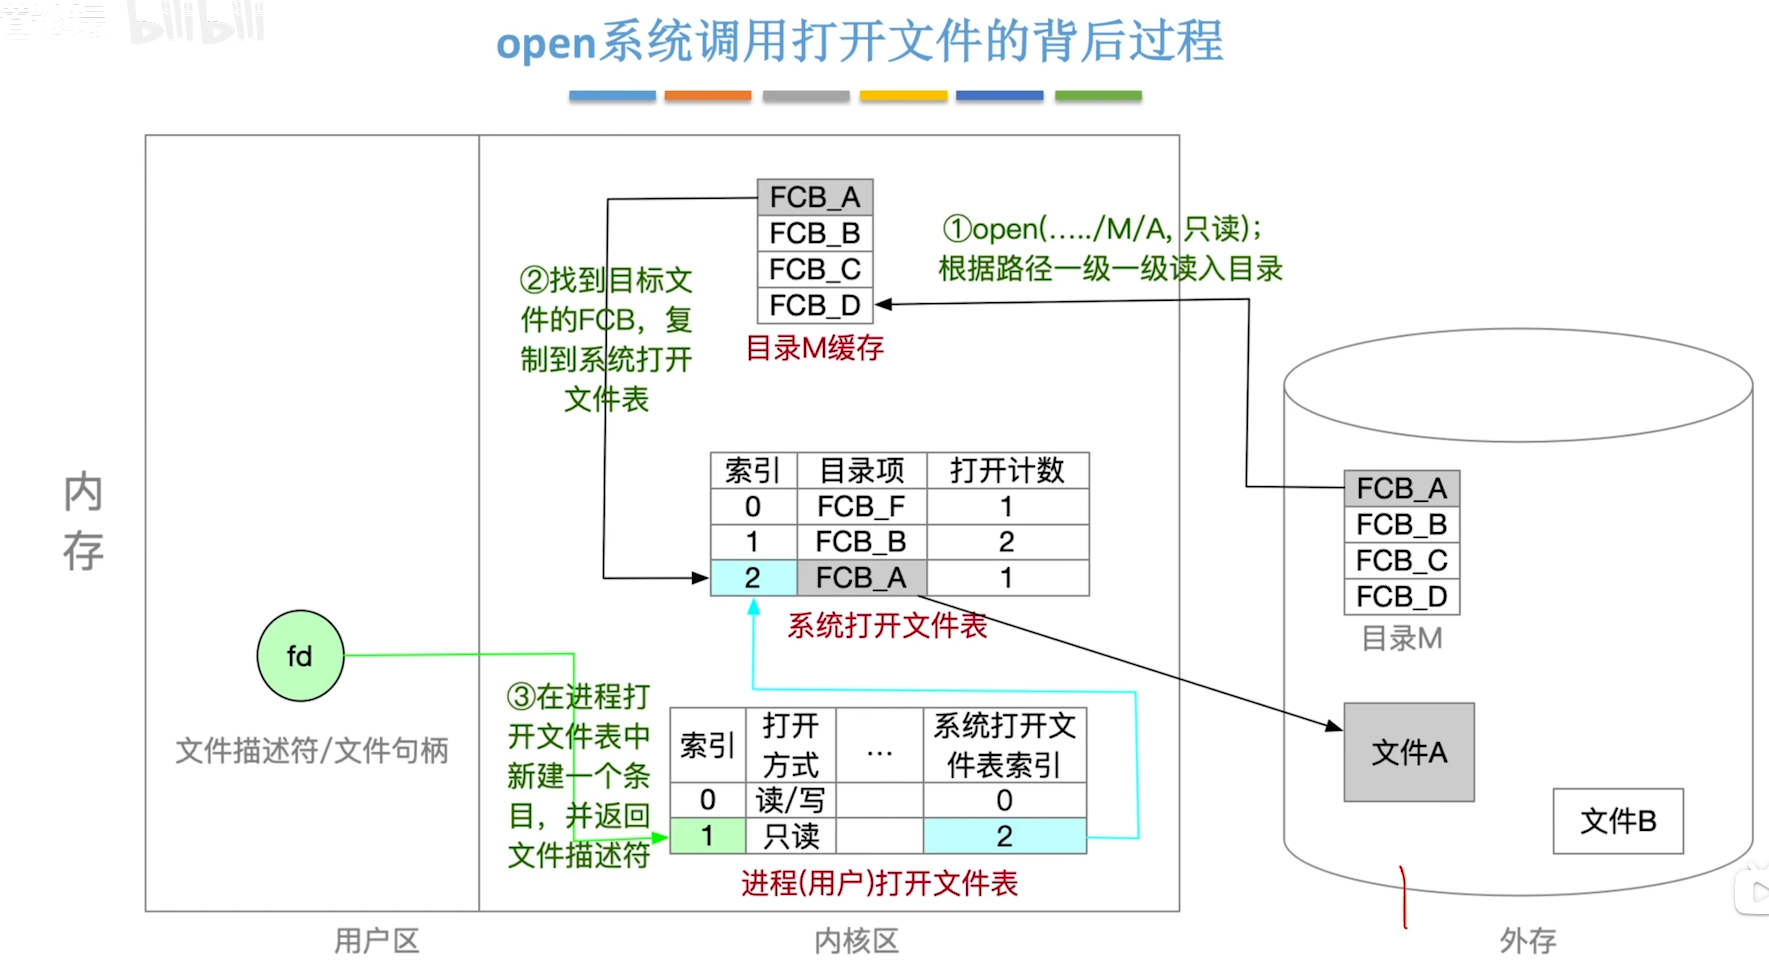 bilibili
open系统调用打开文件的背后过程
FCB_A
FCB_B
FCB_C
FCB_D
目录M缓存
①open(...../M/A, 只读);
根据路径一级一级读入目录
②找到目标文
件的FCB，复
制到系统打开
文件表
内
存
索引 目录项 打开计数
0 FCB_F 1
1 FCB_B 2
2 FCB_A 1
系统打开文件表
FCB_A
FCB_B
FCB_C
FCB_D
目录M
fd
文件描述符/文件句柄
③在进程打
开文件表中
新建一个条
目，并返回
文件描述符
索引 打开方式 ... 系统打开文件表索引
0 读/写 0
1 只读 2
进程(用户)打开文件表
文件A
文件B
用户区
内核区
外存